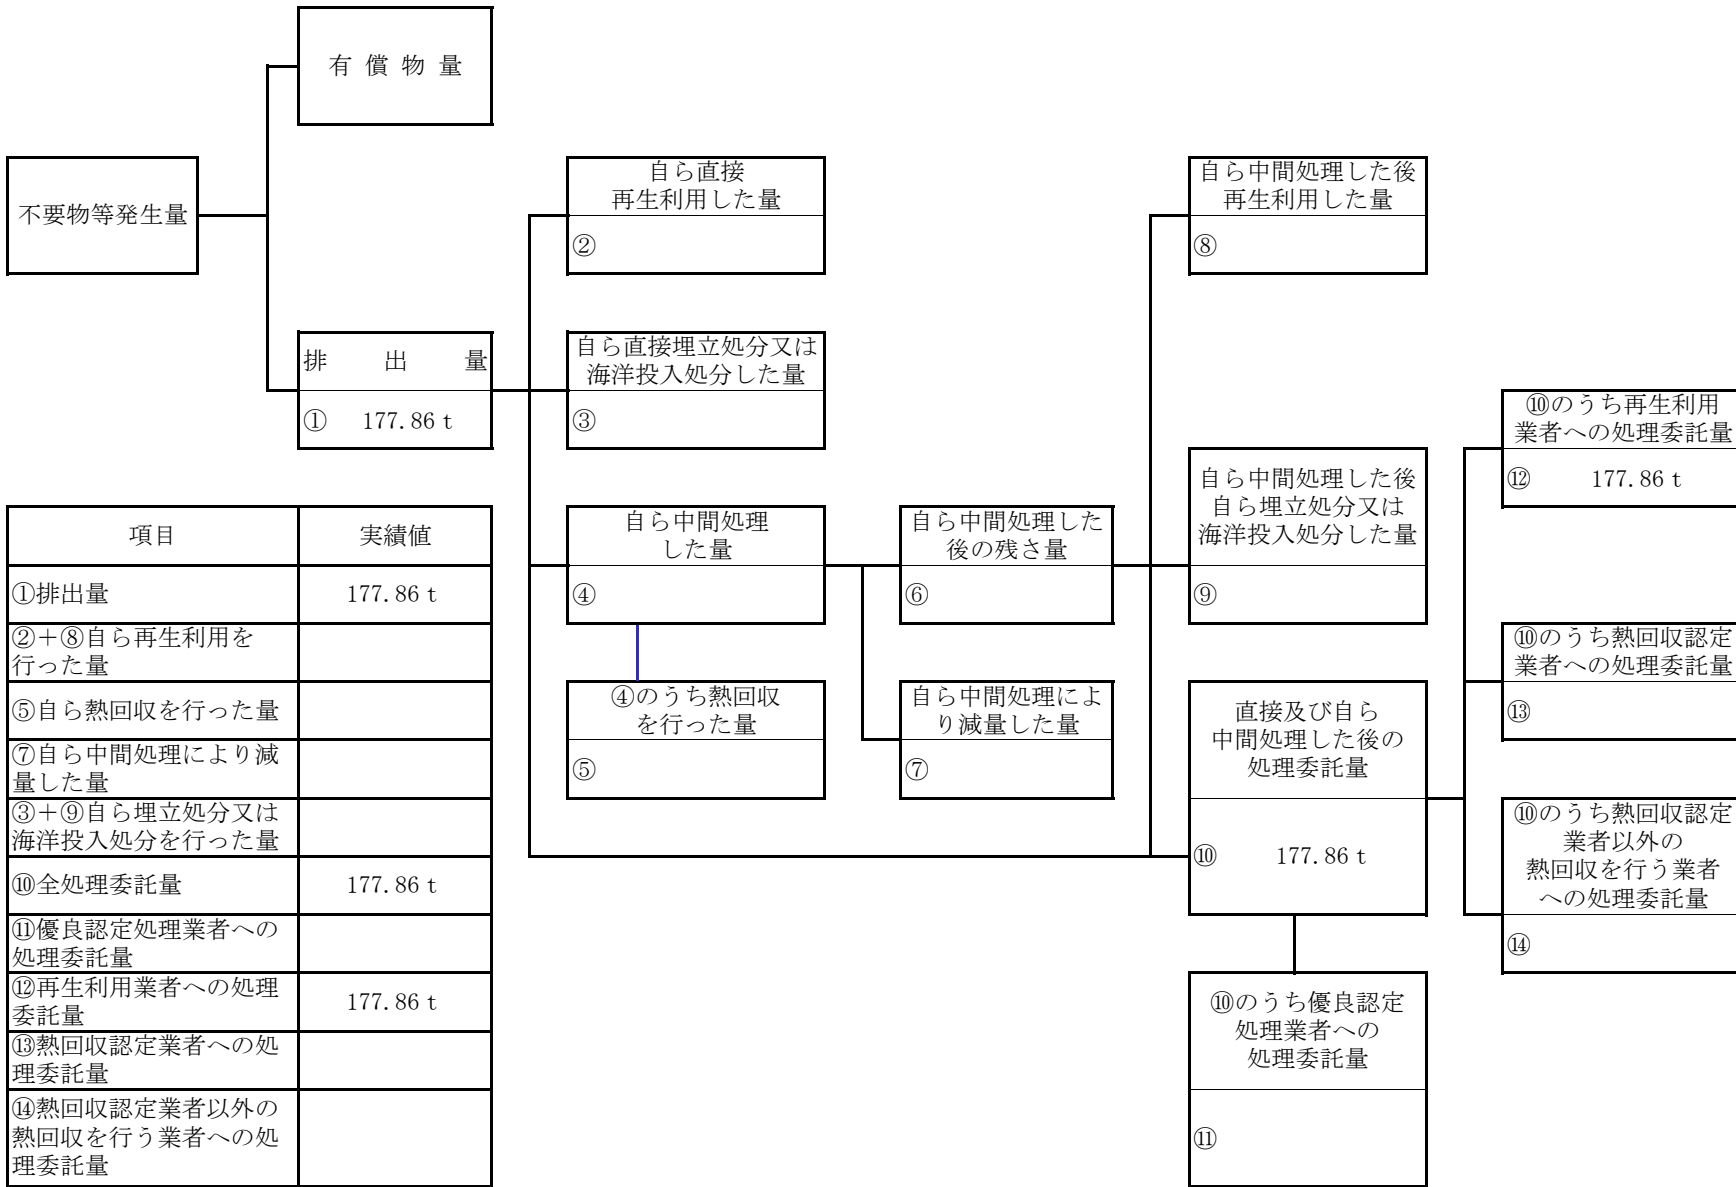 有償物量
不要物等発生量
排出量
① 177.86 t
自ら直接
再生利用した量
②
自ら直接埋立処分又は
海洋投入処分した量
③
自ら中間処理
した量
④
④のうち熱回収
を行った量
⑤
自ら中間処理した
後の残さ量
⑥
自ら中間処理によ
り減量した量
⑦
自ら中間処理した後
再生利用した量
⑧
自ら中間処理した後
自ら埋立処分又は
海洋投入処分した量
⑨
直接及び自ら
中間処理した後の
処理委託量
⑩ 177.86 t
⑩のうち優良認定
処理業者への
処理委託量
⑪
⑩のうち再生利用
業者への処理委託量
⑫ 177.86 t
⑩のうち熱回収認定
業者への処理委託量
⑬
⑩のうち熱回収認定
業者以外の
熱回収を行う業者
への処理委託量
⑭
項目 実績値
①排出量 177.86 t
②+⑧自ら再生利用を
行った量
⑤自ら熱回収を行った量
⑦自ら中間処理により減
量した量
③+⑨自ら埋立処分又は
海洋投入処分を行った量
⑩全処理委託量 177.86 t
⑪優良認定処理業者への
処理委託量
⑫再生利用業者への処理
委託量 177.86 t
⑬熱回収認定業者への処
理委託量
⑭熱回収認定業者以外の
熱回収を行う業者への処
理委託量